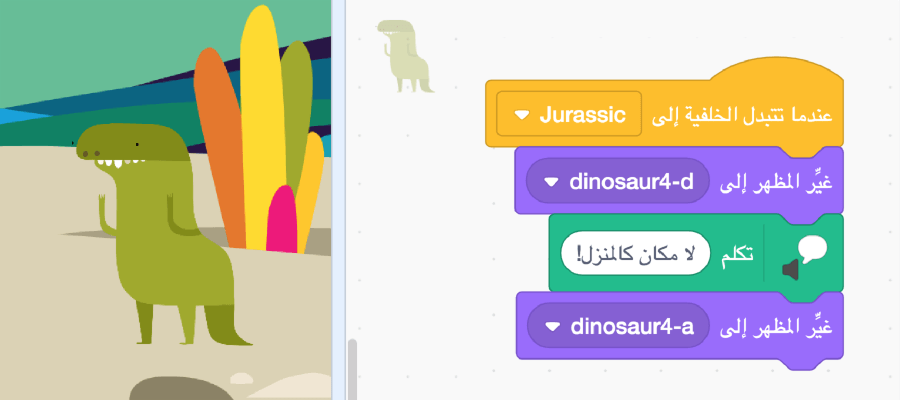 عندما تتبدل الخلفية إلى Jurassic
غيِّر المظهر إلى dinosaur4-d
تكلم لا مكان كالمنزل!
غيِّر المظهر إلى dinosaur4-a